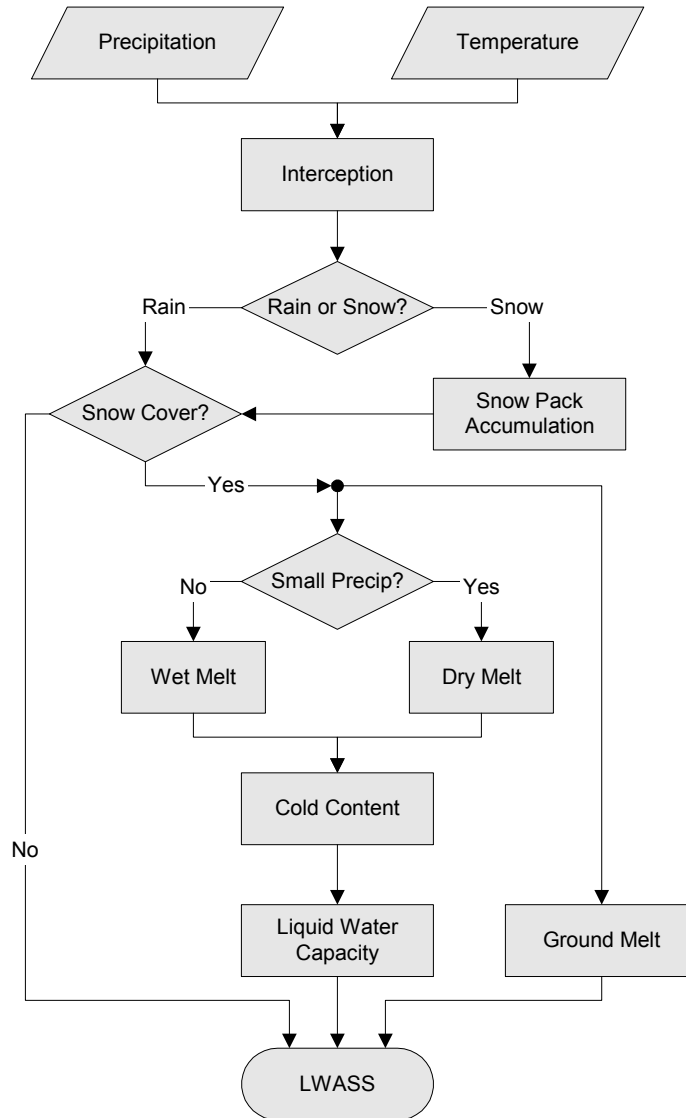 Precipitation
Temperature
Interception
Rain
Rain or Snow?
Snow
Snow Cover?
Snow Pack
Accumulation
Yes
No
Small Precip?
Yes
Wet Melt
Dry Melt
Cold Content
No
Liquid Water
Capacity
Ground Melt
LWASS